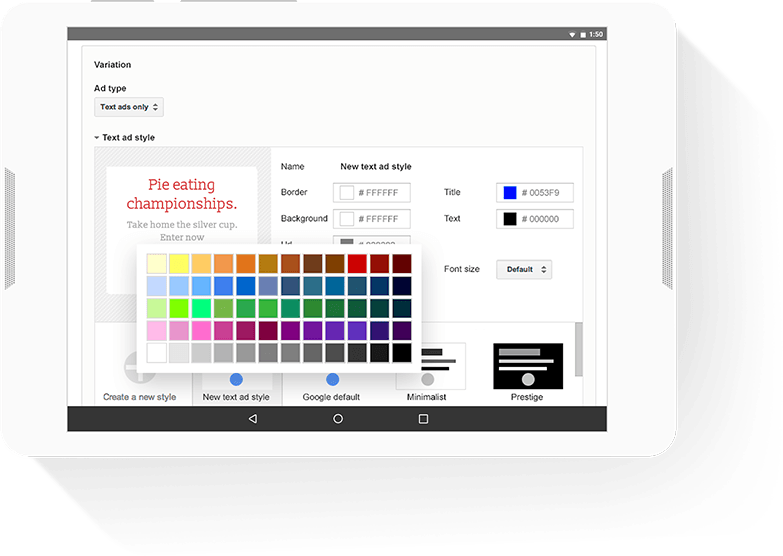 1:50
Variation
Ad type
Text ads only
Text ad style
Pie eating
championships.
Take home the silver cup.
Enter now
Name New text ad style
Border # FFFFFF Title # 0053F9
Background # FFFFFF Text # 000000
Font size Default
Create a new style New text ad style Google default Minimalist Prestige